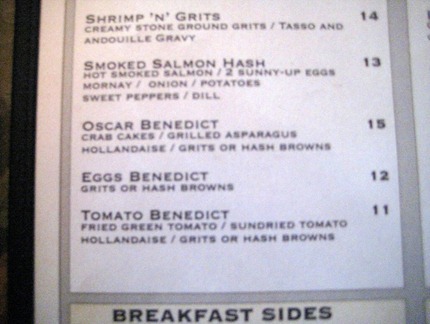 SHRIMP 'N' GRITS 14
CREAMY STONE GROUND GRITS / TASSO AND
ANDOUILLE GRAVY
SMOKED SALMON HASH 13
HOT SMOKED SALMON / 2 SUNNY-UP EGGS
MORNAY / ONION / POTATOES
SWEET PEPPERS / DILL
OSCAR BENEDICT 15
CRAB CAKES / GRILLED ASPARAGUS
HOLLANDAISE / GRITS OR HASH BROWNS
EGGS BENEDICT 12
GRITS OR HASH BROWNS
TOMATO BENEDICT 11
FRIED GREEN TOMATO / SUNDRIED TOMATO
HOLLANDAISE / GRITS OR HASH BROWNS
BREAKFAST SIDES